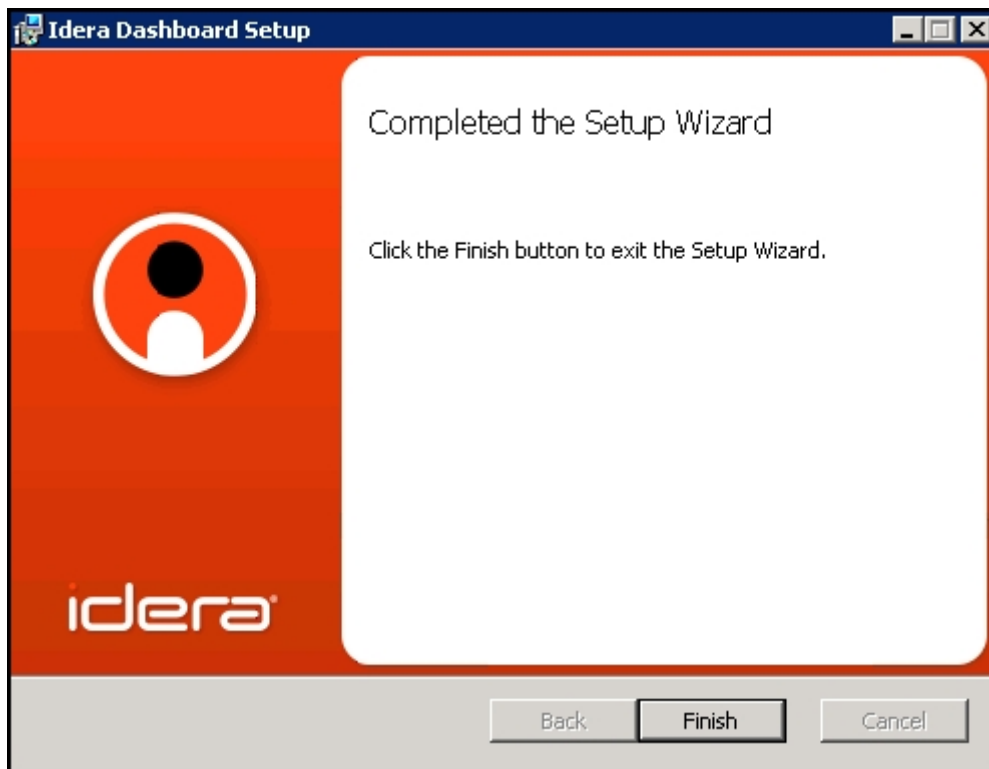 Idera Dashboard Setup
Completed the Setup Wizard
Click the Finish button to exit the Setup Wizard.
idera
Back
Finish
Cancel